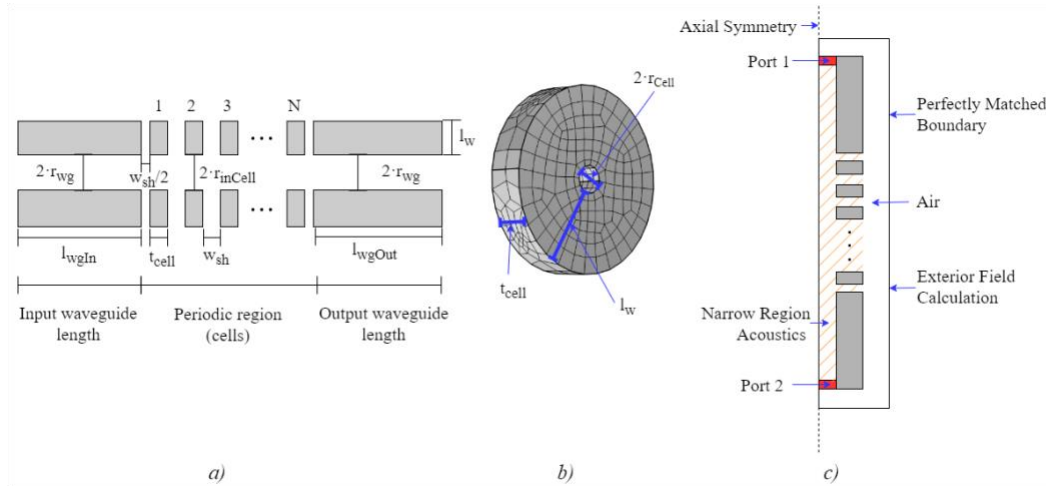 1 2 3 N
l_w
2·r_wg
w_sh/2
2·r_inCell
2·r_wg
l_wgIn
t_cell
w_sh
l_wgOut
Input waveguide
length
Periodic region
(cells)
Output waveguide
length
a)
2·r_Cell
t_cell
l_w
b)
Axial Symmetry
Port 1
Perfectly Matched
Boundary
Air
Exterior Field
Calculation
Narrow Region
Acoustics
Port 2
c)